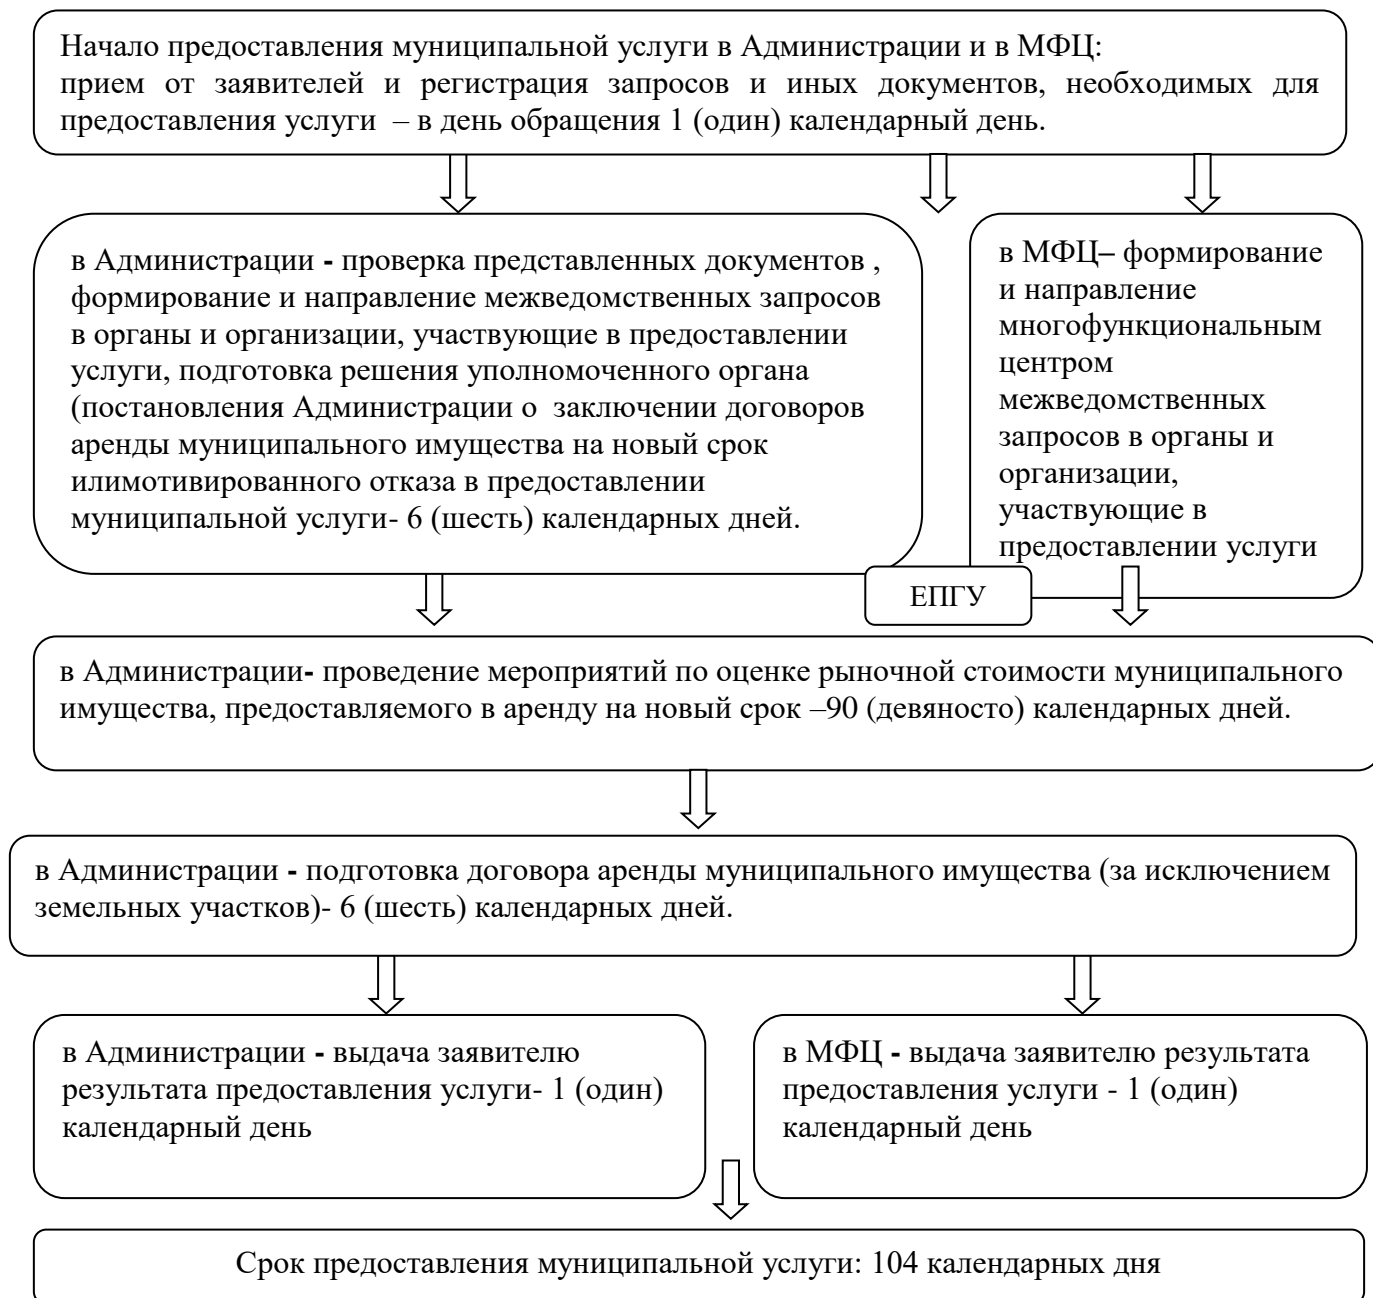 Начало предоставления муниципальной услуги в Администрации и в МФЦ:
прием от заявителей и регистрация запросов и иных документов, необходимых для
предоставления услуги – в день обращения 1 (один) календарный день.
в Администрации - проверка представленных документов ,
формирование и направление межведомственных запросов
в органы и организации, участвующие в предоставлении
услуги, подготовка решения уполномоченного органа
(постановления Администрации о заключении договоров
аренды муниципального имущества на новый срок
илимотивированного отказа в предоставлении
муниципальной услуги- 6 (шесть) календарных дней.
в МФЦ– формирование
и направление
многофункциональным
центром
межведомственных
запросов в органы и
организации,
участвующие в
предоставлении услуги
ЕПГУ
в Администрации- проведение мероприятий по оценке рыночной стоимости муниципального
имущества, предоставляемого в аренду на новый срок –90 (девяносто) календарных дней.
в Администрации - подготовка договора аренды муниципального имущества (за исключением
земельных участков)- 6 (шесть) календарных дней.
в Администрации - выдача заявителю
результата предоставления услуги- 1 (один)
календарный день
в МФЦ - выдача заявителю результата
предоставления услуги - 1 (один)
календарный день
Срок предоставления муниципальной услуги: 104 календарных дня